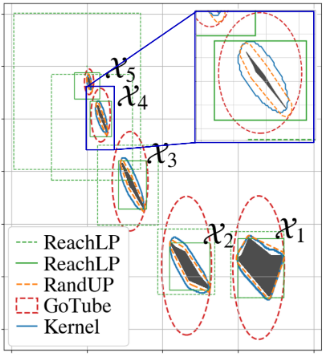 𝒳₅
𝒳₄
𝒳₃
𝒳₂
𝒳₁
ReachLP
ReachLP
RandUP
GoTube
Kernel